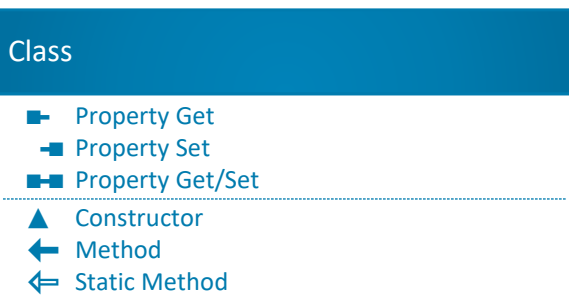 Class
Property Get
Property Set
Property Get/Set
Constructor
Method
Static Method